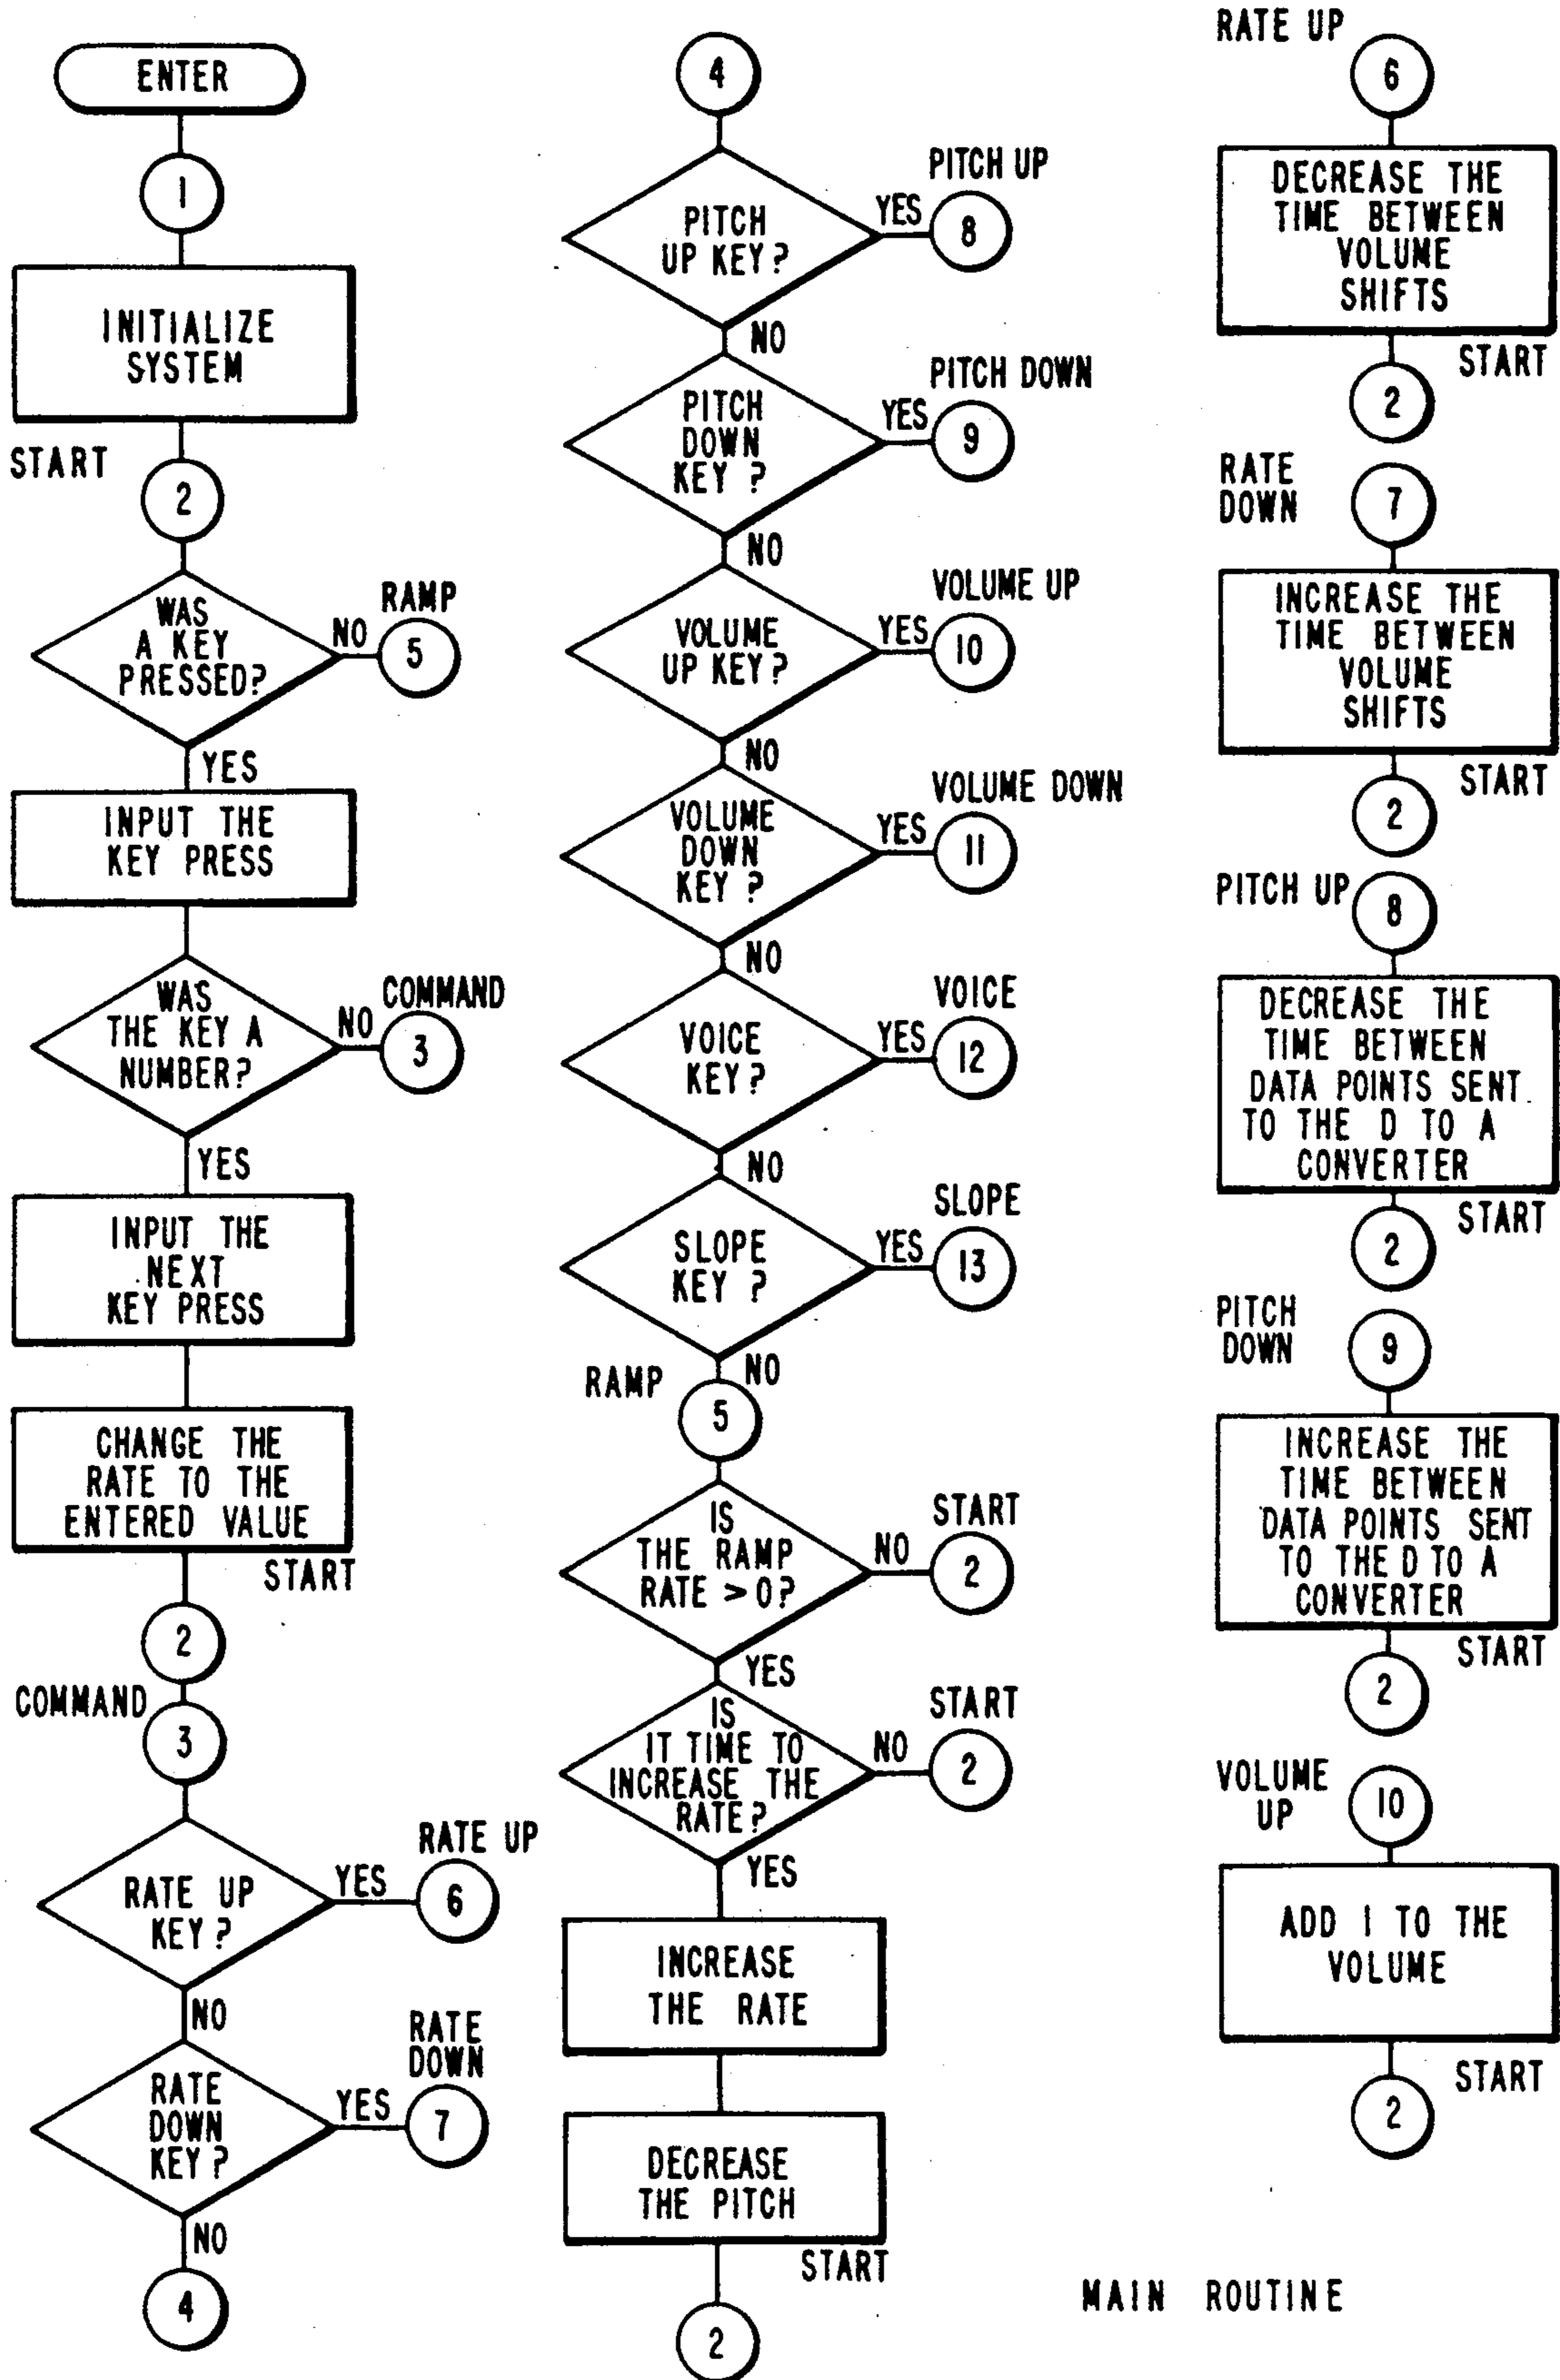 ENTER
1
INITIALIZE
SYSTEM
START
2
WAS
A KEY
PRESSED?
NO
RAMP
5
YES
INPUT THE
KEY PRESS
WAS
THE KEY A
NUMBER?
NO
COMMAND
3
YES
INPUT THE
NEXT
KEY PRESS
CHANGE THE
RATE TO THE
ENTERED VALUE
START
2
COMMAND
3
RATE UP
KEY?
YES
RATE UP
6
NO
RATE
DOWN
KEY?
YES
RATE
DOWN
7
NO
4
4
PITCH
UP KEY?
YES
PITCH UP
8
NO
PITCH
DOWN
KEY ?
YES
PITCH DOWN
9
NO
VOLUME
UP KEY?
YES
VOLUME UP
10
NO
VOLUME
DOWN
KEY ?
YES
VOLUME DOWN
11
NO
VOICE
KEY?
YES
VOICE
12
NO
SLOPE
KEY ?
YES
SLOPE
13
NO
RAMP
5
IS
THE RAMP
RATE > 0?
NO
START
2
YES
IS
IT TIME TO
INCREASE THE
RATE?
NO
START
2
YES
INCREASE
THE RATE
DECREASE
THE PITCH
START
2
RATE UP
6
DECREASE THE
TIME BETWEEN
VOLUME
SHIFTS
START
2
RATE
DOWN
7
INCREASE THE
TIME BETWEEN
VOLUME
SHIFTS
START
2
PITCH UP
8
DECREASE THE
TIME BETWEEN
DATA POINTS SENT
TO THE D TO A
CONVERTER
START
2
PITCH
DOWN
9
INCREASE THE
TIME BETWEEN
DATA POINTS SENT
TO THE D TO A
CONVERTER
START
2
VOLUME
UP
10
ADD 1 TO THE
VOLUME
START
2
MAIN ROUTINE